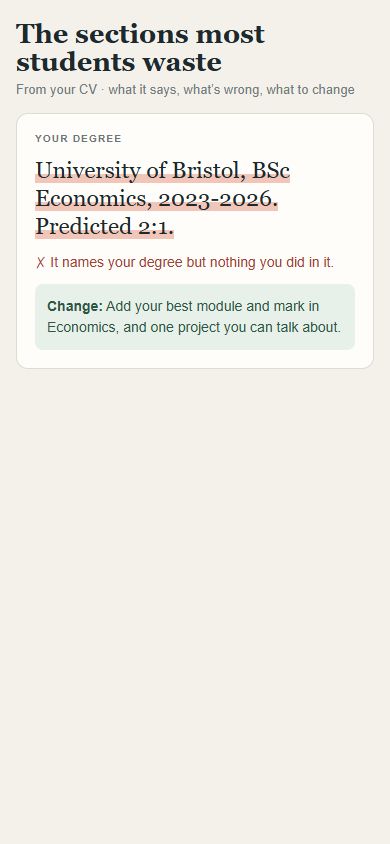 The sections most
students waste
From your CV · what it says, what's wrong, what to change
YOUR DEGREE
University of Bristol, BSc
Economics, 2023-2026.
Predicted 2:1.
✗ It names your degree but nothing you did in it.
Change: Add your best module and mark in
Economics, and one project you can talk about.